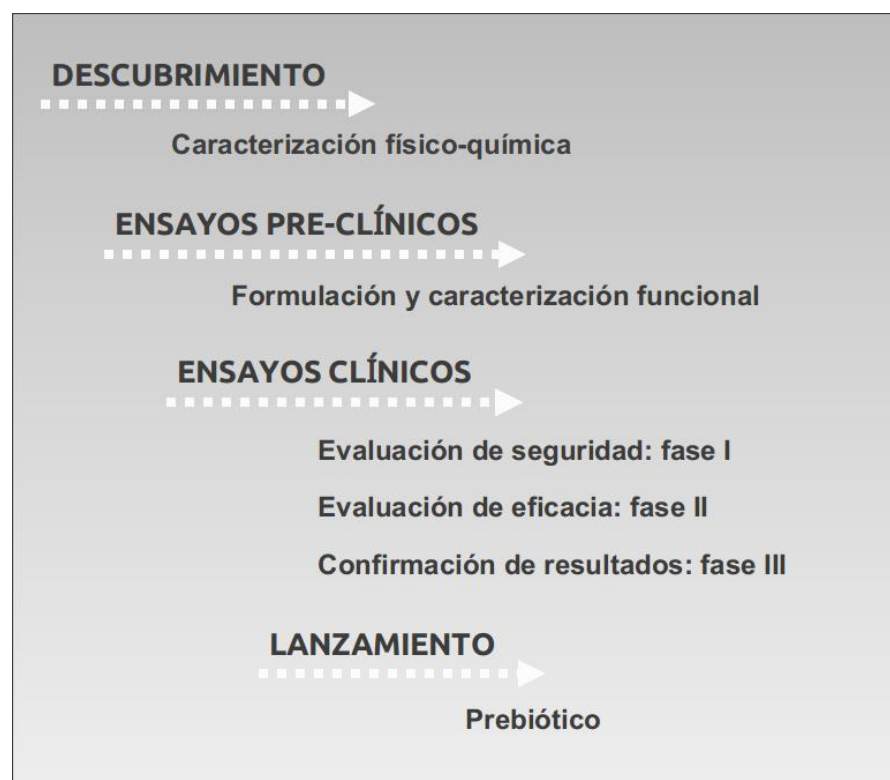 DESCUBRIMIENTO
Caracterización físico-química
ENSAYOS PRE-CLÍNICOS
Formulación y caracterización funcional
ENSAYOS CLÍNICOS
Evaluación de seguridad: fase I
Evaluación de eficacia: fase II
Confirmación de resultados: fase III
LANZAMIENTO
Prebiótico